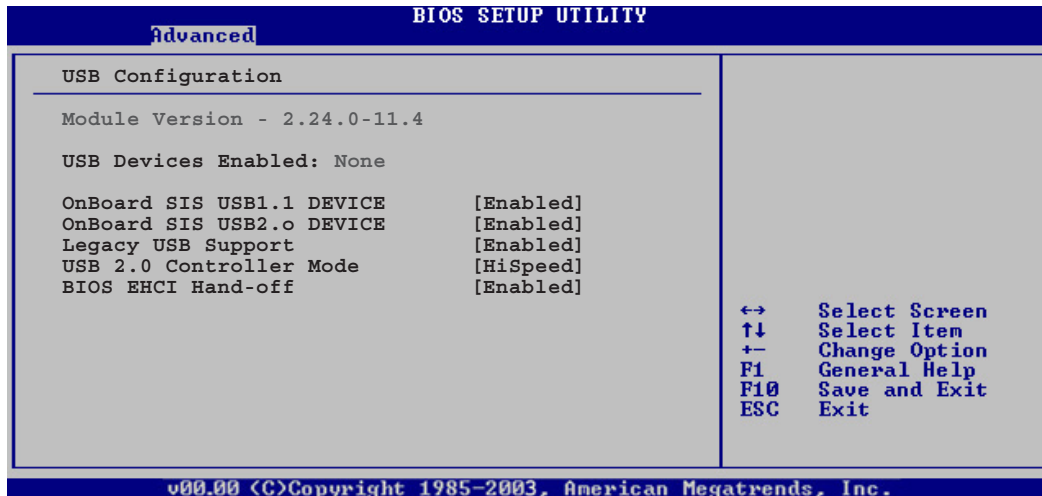 BIOS SETUP UTILITY
Advanced
USB Configuration
Module Version - 2.24.0-11.4
USB Devices Enabled: None
OnBoard SIS USB1.1 DEVICE [Enabled]
OnBoard SIS USB2.o DEVICE [Enabled]
Legacy USB Support [Enabled]
USB 2.0 Controller Mode [HiSpeed]
BIOS EHCI Hand-off [Enabled]
←→ Select Screen
↑↓ Select Item
+- Change Option
F1 General Help
F10 Save and Exit
ESC Exit
v00.00 (C)Copyright 1985-2003, American Megatrends, Inc.